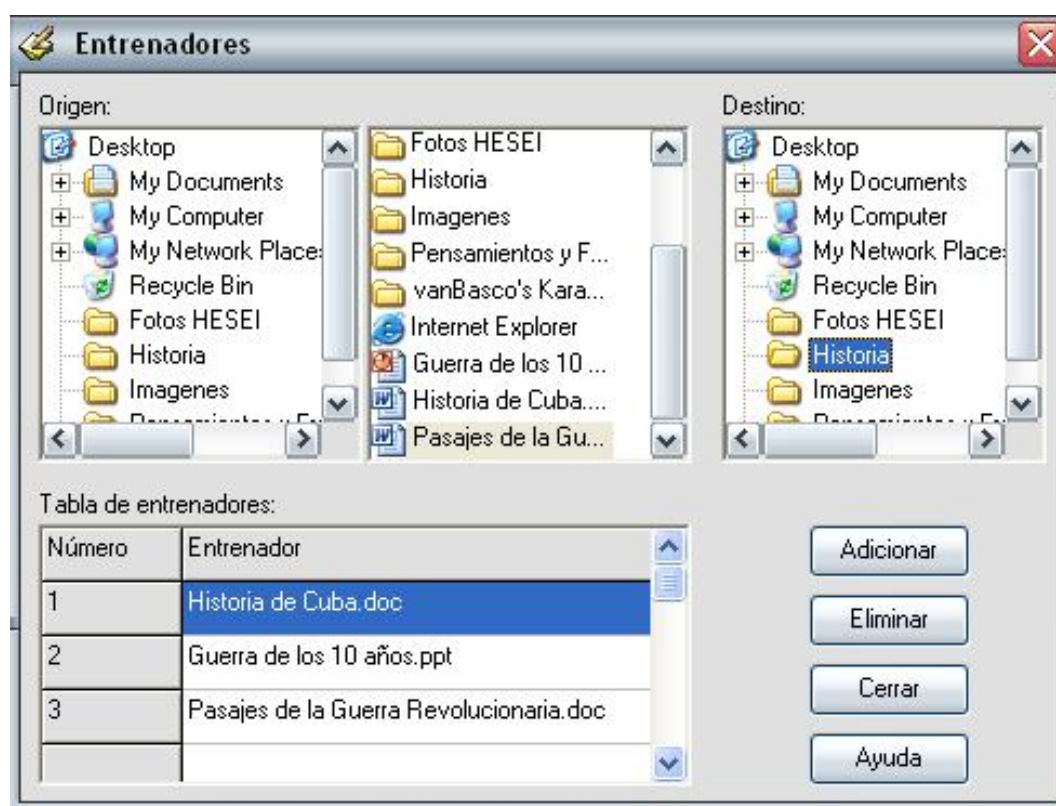 Entrenadores
Origen:
Desktop
My Documents
My Computer
My Network Place
Recycle Bin
Fotos HESEI
Historia
Imagenes
Fotos HESEI
Historia
Imagenes
Pensamientos y F...
vanBasco's Kara...
Internet Explorer
Guerra de los 10 ...
Historia de Cuba....
Pasajes de la Gu...
Destino:
Desktop
My Documents
My Computer
My Network Place
Recycle Bin
Fotos HESEI
Historia
Imagenes
Tabla de entrenadores:
Número Entrenador
1 Historia de Cuba.doc
2 Guerra de los 10 años.ppt
3 Pasajes de la Guerra Revolucionaria.doc
Adicionar
Eliminar
Cerrar
Ayuda